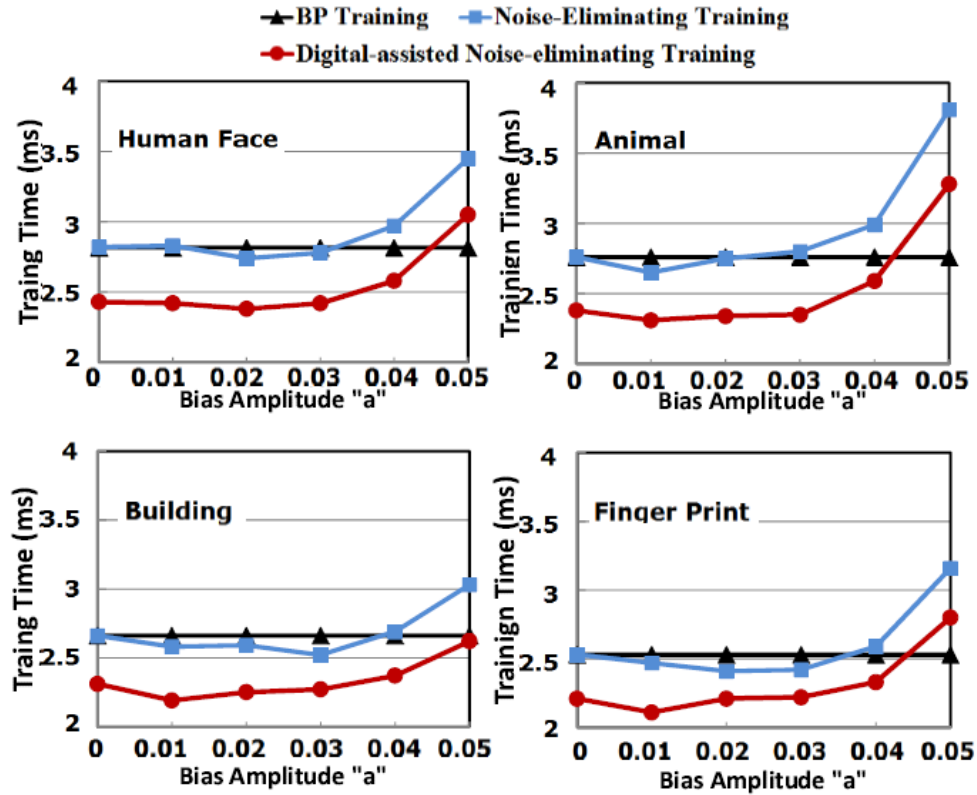 BP Training Noise-Eliminating Training
Digital-assisted Noise-eliminating Training
Traing Time (ms)
4
3.5
3
2.5
2
Human Face
0 0.01 0.02 0.03 0.04 0.05
Bias Amplitude "a"
Trainign Time (ms)
4
3.5
3
2.5
2
Animal
0 0.01 0.02 0.03 0.04 0.05
Bias Amplitude "a"
Traing Time (ms)
4
3.5
3
2.5
2
Building
0 0.01 0.02 0.03 0.04 0.05
Bias Amplitude "a"
Trainign Time (ms)
4
3.5
3
2.5
2
Finger Print
0 0.01 0.02 0.03 0.04 0.05
Bias Amplitude "a"